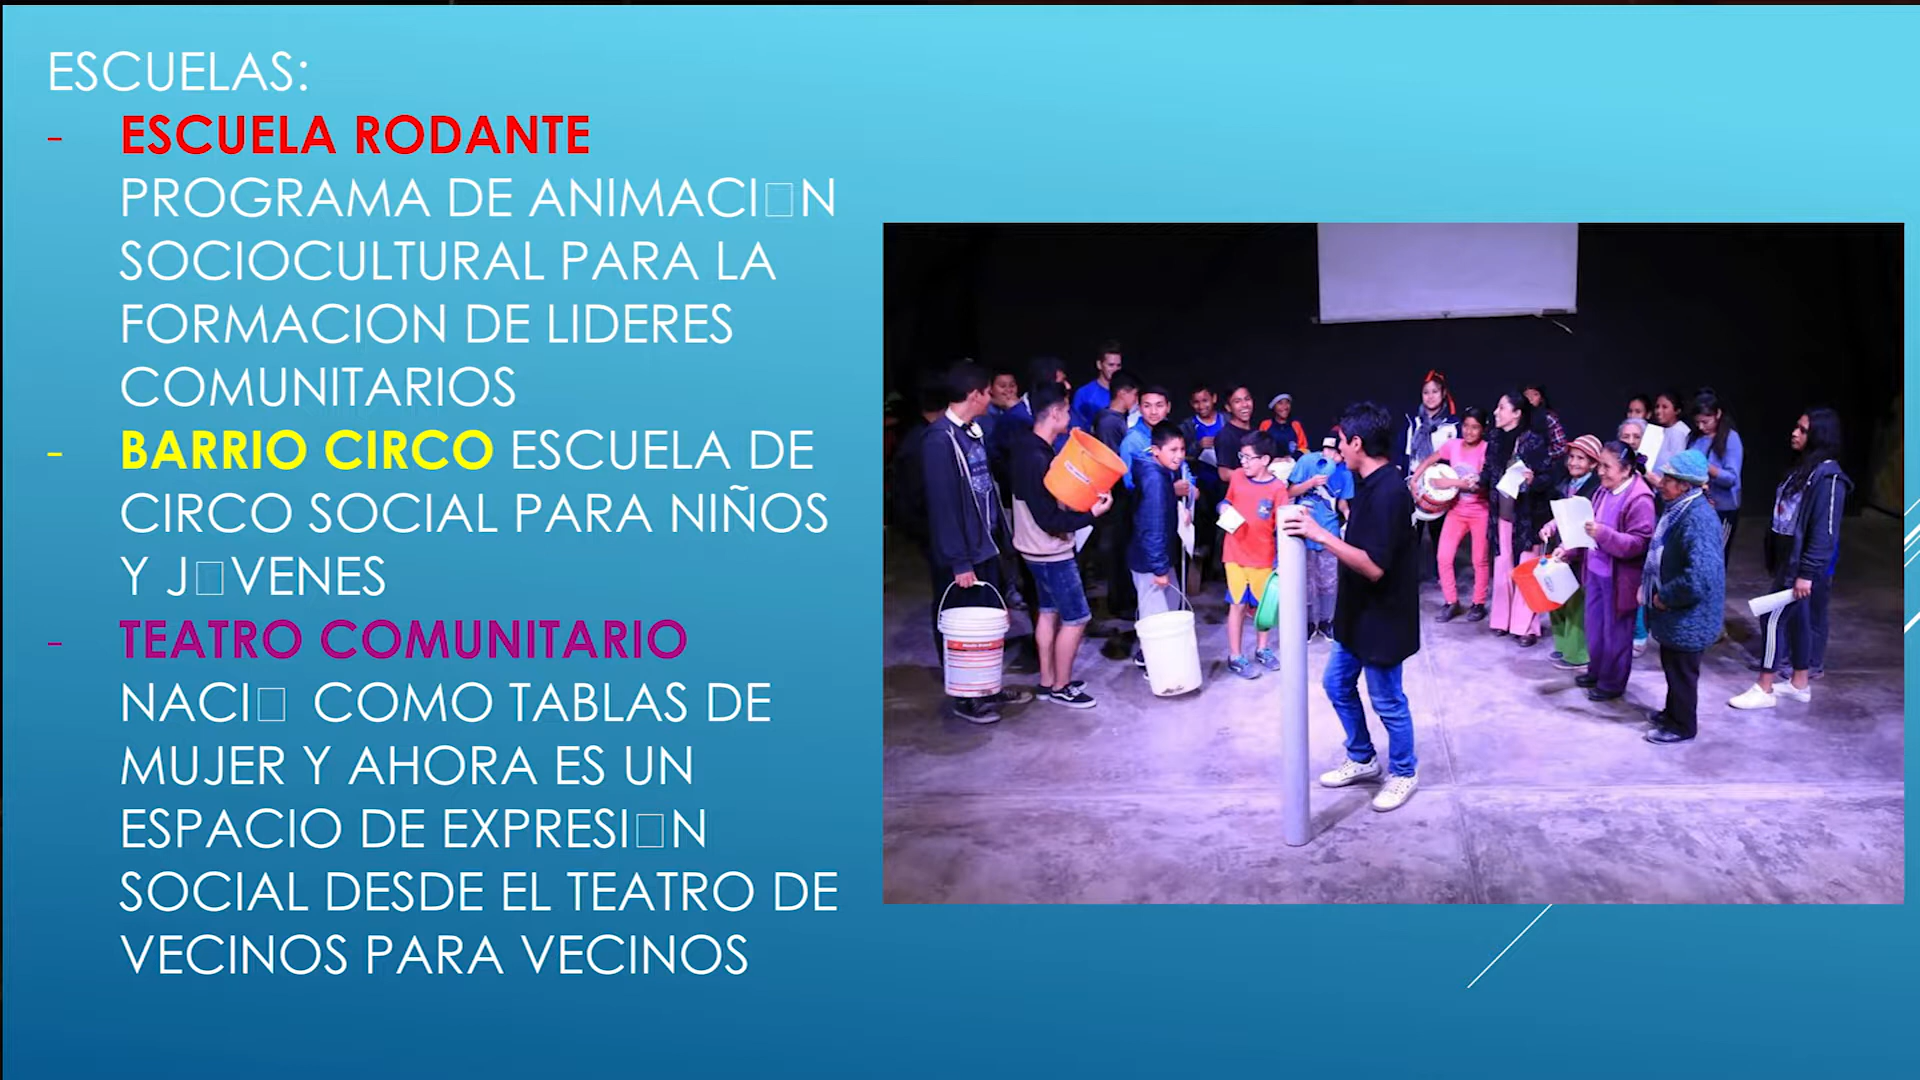 ESCUELAS:
- ESCUELA RODANTE
PROGRAMA DE ANIMACI□N
SOCIOCULTURAL PARA LA
FORMACION DE LIDERES
COMUNITARIOS
- BARRIO CIRCO ESCUELA DE
CIRCO SOCIAL PARA NIÑOS
Y J□VENES
- TEATRO COMUNITARIO
NACI□ COMO TABLAS DE
MUJER Y AHORA ES UN
ESPACIO DE EXPRESI□N
SOCIAL DESDE EL TEATRO DE
VECINOS PARA VECINOS